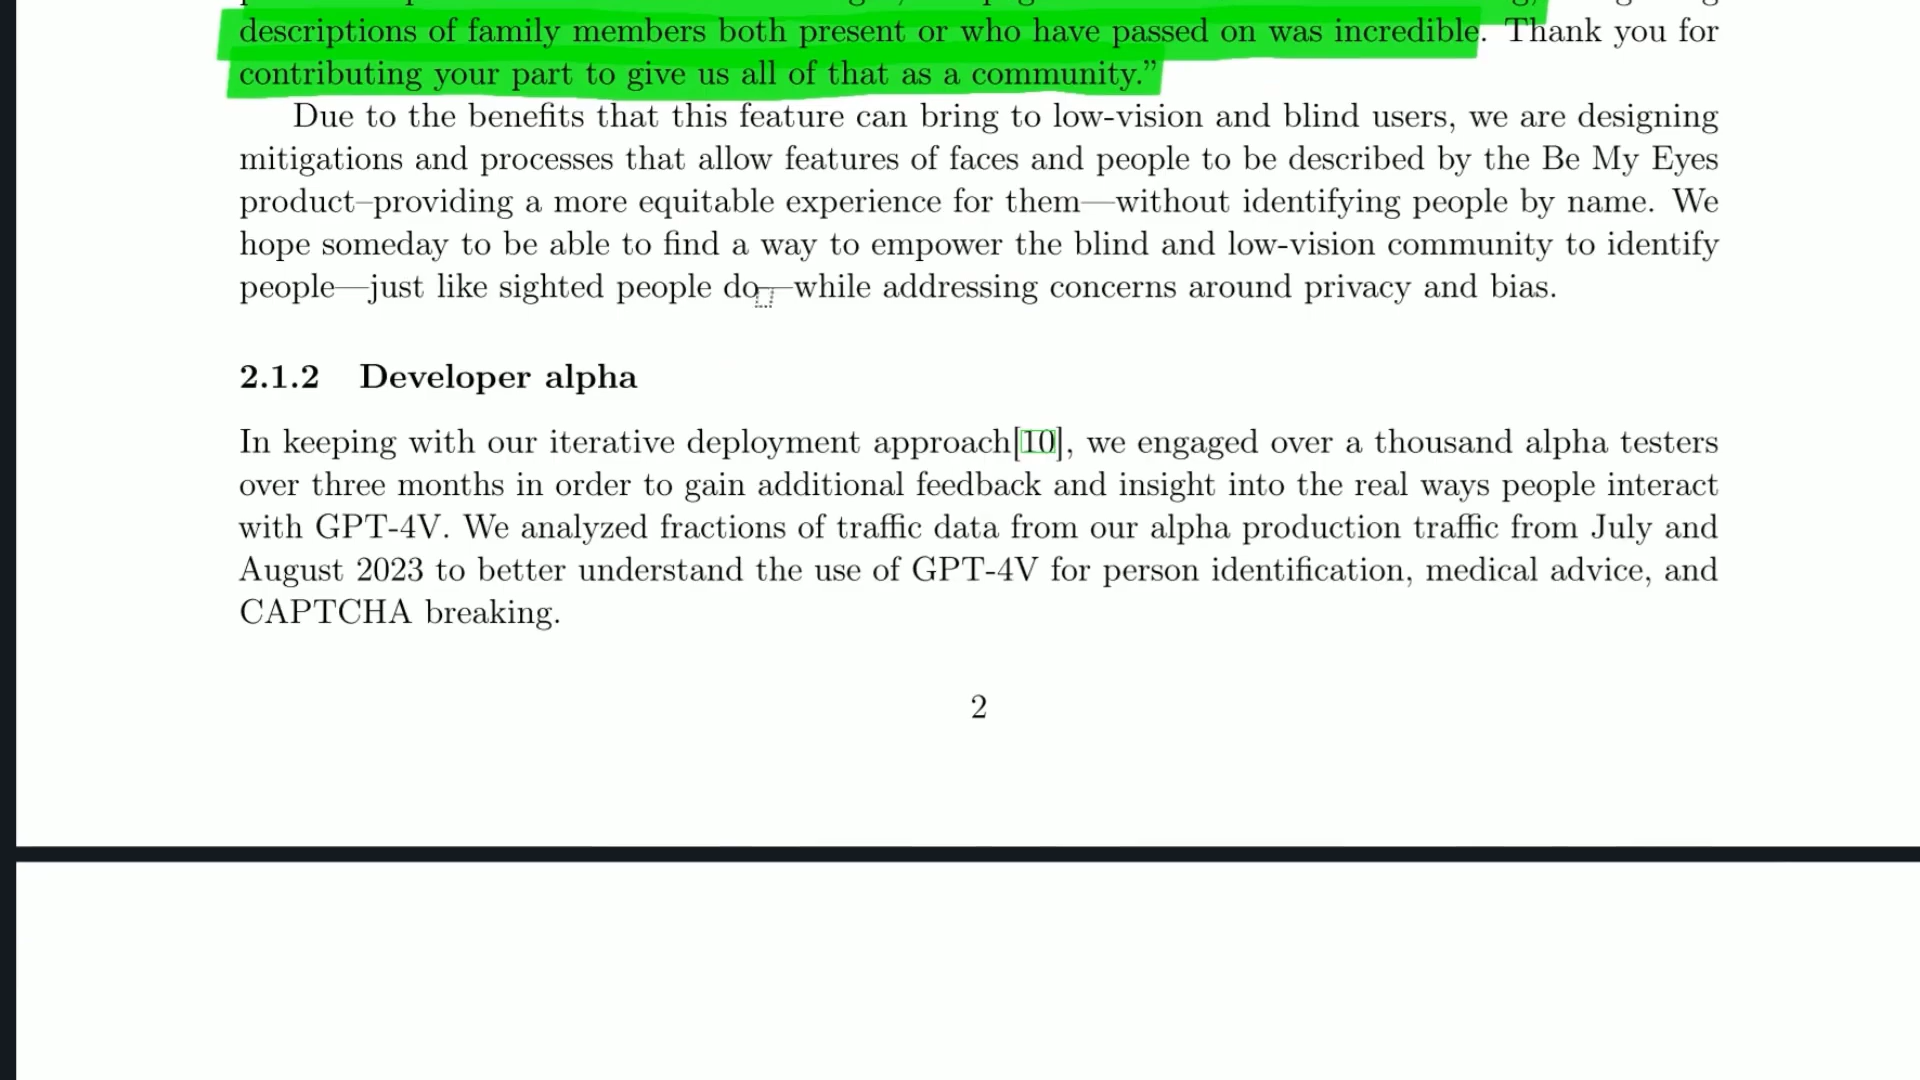 descriptions of family members both present or who have passed on was incredible. Thank you for
contributing your part to give us all of that as a community.”
Due to the benefits that this feature can bring to low-vision and blind users, we are designing
mitigations and processes that allow features of faces and people to be described by the Be My Eyes
product–providing a more equitable experience for them—without identifying people by name. We
hope someday to be able to find a way to empower the blind and low-vision community to identify
people—just like sighted people do—while addressing concerns around privacy and bias.
2.1.2 Developer alpha
In keeping with our iterative deployment approach[10], we engaged over a thousand alpha testers
over three months in order to gain additional feedback and insight into the real ways people interact
with GPT-4V. We analyzed fractions of traffic data from our alpha production traffic from July and
August 2023 to better understand the use of GPT-4V for person identification, medical advice, and
CAPTCHA breaking.
2